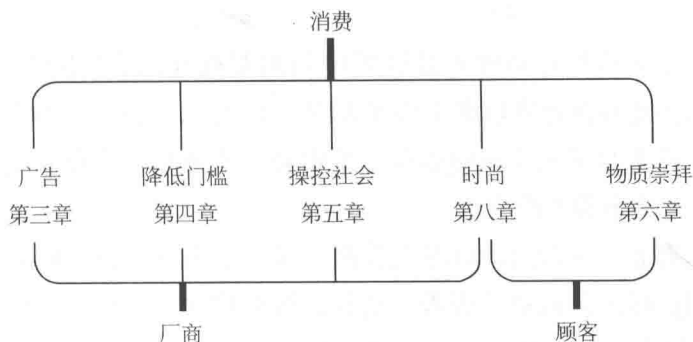 消费
广告 降低门槛 操控社会 时尚 物质崇拜
第三章 第四章 第五章 第八章 第六章
厂商 顾客